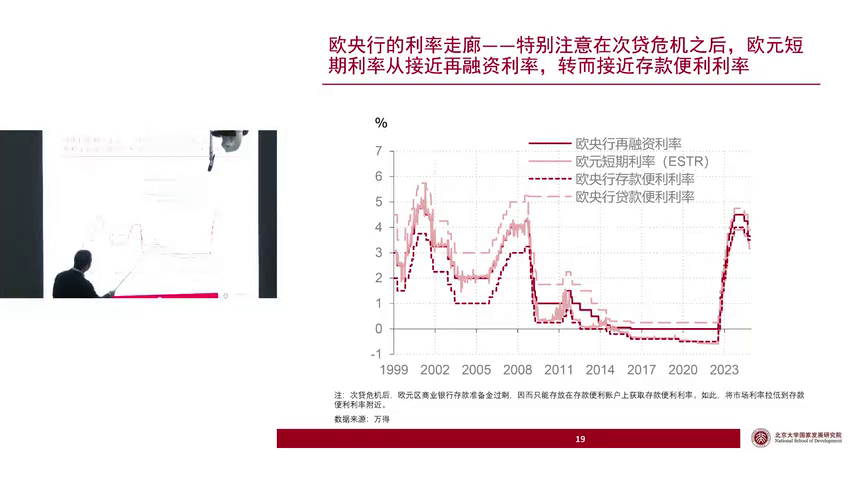 欧央行的利率走廊——特别注意在次贷危机之后，欧元短
期利率从接近再融资利率，转而接近存款便利利率
%
欧央行再融资利率
欧元短期利率（ESTR）
欧央行存款便利利率
欧央行贷款便利利率
7
6
5
4
3
2
1
0
-1
1999 2002 2005 2008 2011 2014 2017 2020 2023
注：次贷危机后，欧元区商业银行存款准备金过剩，因而只能存放在存款便利账户上获取存款便利利率。如此，将市场利率拉低到存款
便利利率附近。
数据来源：万得
19
北京大学国家发展研究院
National School of Development